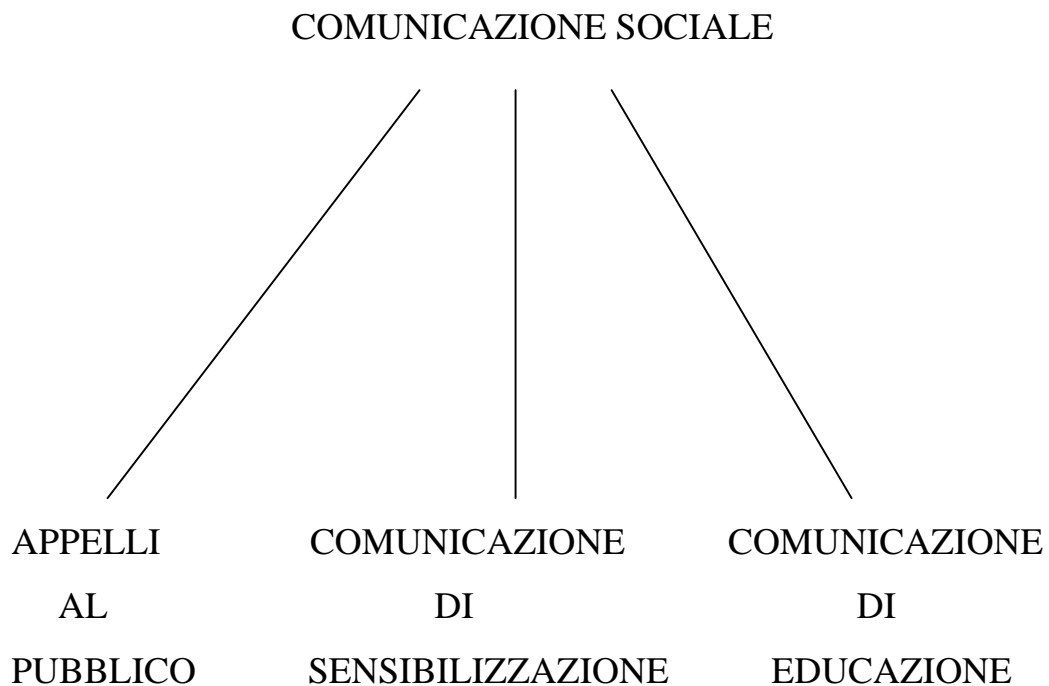 COMUNICAZIONE SOCIALE
APPELLI
AL
PUBBLICO
COMUNICAZIONE
DI
SENSIBILIZZAZIONE
COMUNICAZIONE
DI
EDUCAZIONE